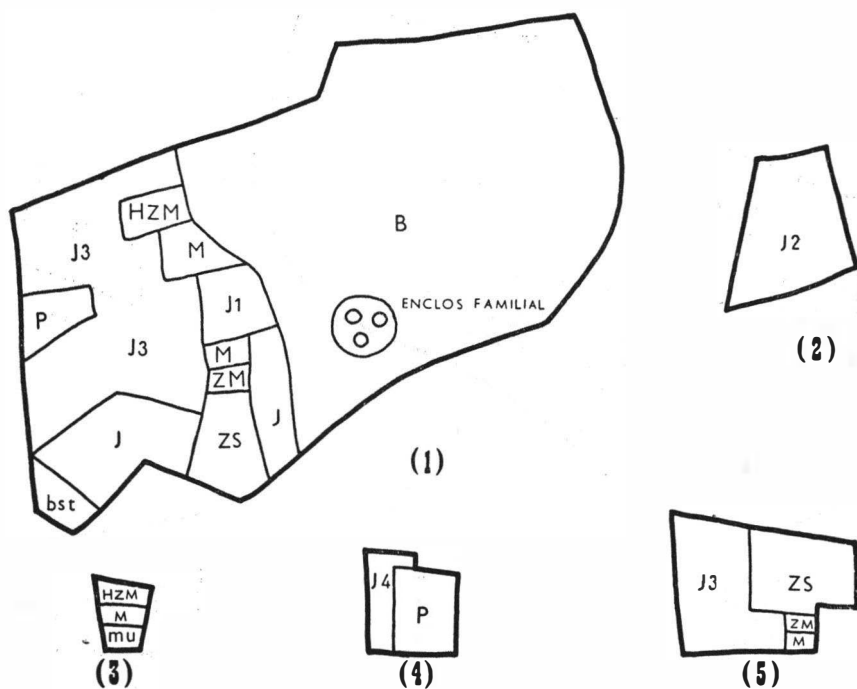 HZM
B
J3
M
J2
P
J1
ENCLOS FAMILIAL
J3
M
(2)
ZM
J
J
ZS
(1)
bst
J4
J3
ZS
HZM
M
P
mu
ZM
M
(3)
(4)
(5)